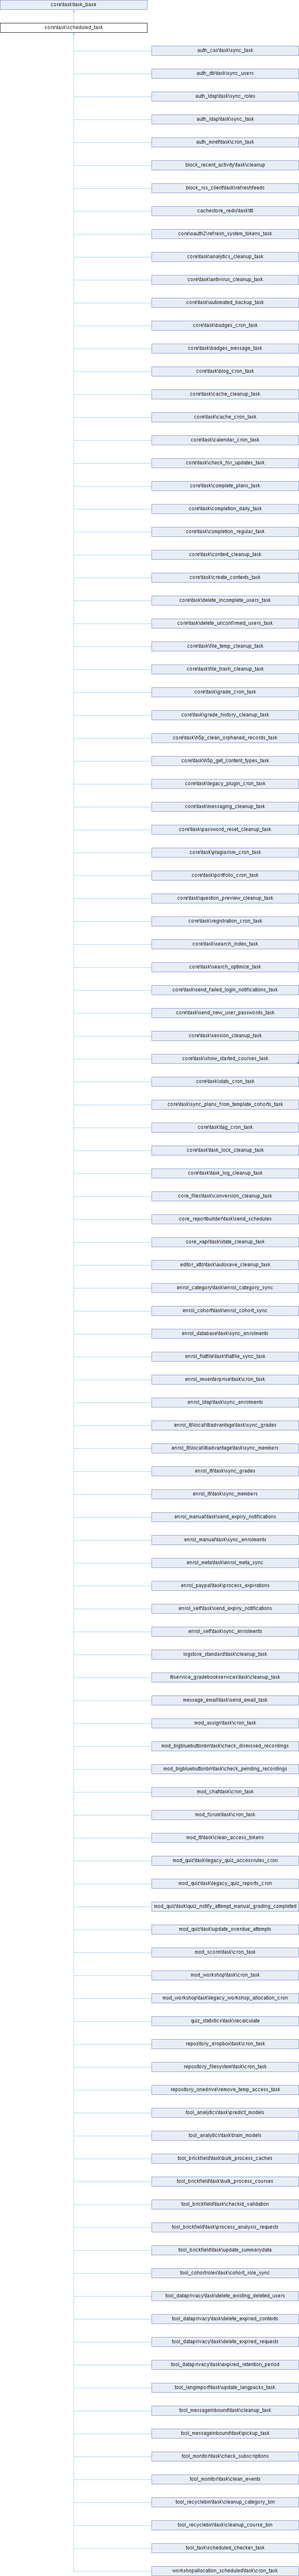 core\task\task_base
core\task\scheduled_task
auth_cas\task\sync_task
auth_db\task\sync_users
auth_ldap\task\sync_roles
auth_ldap\task\sync_task
auth_mnet\task\cron_task
block_recent_activity\task\cleanup
block_rss_client\task\refreshfeeds
cachestore_redis\task\ttl
core\oauth2\refresh_system_tokens_task
core\task\analytics_cleanup_task
core\task\antivirus_cleanup_task
core\task\automated_backup_task
core\task\badges_cron_task
core\task\badges_message_task
core\task\blog_cron_task
core\task\cache_cleanup_task
core\task\cache_cron_task
core\task\calendar_cron_task
core\task\check_for_updates_task
core\task\complete_plans_task
core\task\completion_daily_task
core\task\completion_regular_task
core\task\context_cleanup_task
core\task\create_contexts_task
core\task\delete_incomplete_users_task
core\task\delete_unconfirmed_users_task
core\task\file_temp_cleanup_task
core\task\file_trash_cleanup_task
core\task\grade_cron_task
core\task\grade_history_cleanup_task
core\task\h5p_clean_orphaned_records_task
core\task\h5p_get_content_types_task
core\task\legacy_plugin_cron_task
core\task\messaging_cleanup_task
core\task\password_reset_cleanup_task
core\task\plagiarism_cron_task
core\task\portfolio_cron_task
core\task\question_preview_cleanup_task
core\task\registration_cron_task
core\task\search_index_task
core\task\search_optimize_task
core\task\send_failed_login_notifications_task
core\task\send_new_user_passwords_task
core\task\session_cleanup_task
core\task\show_started_courses_task
core\task\stats_cron_task
core\task\sync_plans_from_template_cohorts_task
core\task\tag_cron_task
core\task\task_lock_cleanup_task
core\task\task_log_cleanup_task
core_files\task\conversion_cleanup_task
core_reportbuilder\task\send_schedules
core_xapi\task\state_cleanup_task
editor_atto\task\autosave_cleanup_task
enrol_category\task\enrol_category_sync
enrol_cohort\task\enrol_cohort_sync
enrol_database\task\sync_enrolments
enrol_flatfile\task\flatfile_sync_task
enrol_imsenterprise\task\cron_task
enrol_ldap\task\sync_enrolments
enrol_lti\local\ltiadvantage\task\sync_grades
enrol_lti\local\ltiadvantage\task\sync_members
enrol_lti\task\sync_grades
enrol_lti\task\sync_members
enrol_manual\task\send_expiry_notifications
enrol_manual\task\sync_enrolments
enrol_meta\task\enrol_meta_sync
enrol_paypal\task\process_expirations
enrol_self\task\send_expiry_notifications
enrol_self\task\sync_enrolments
logstore_standard\task\cleanup_task
ltiservice_gradebookservices\task\cleanup_task
message_email\task\send_email_task
mod_assign\task\cron_task
mod_bigbluebuttonbn\task\check_dismissed_recordings
mod_bigbluebuttonbn\task\check_pending_recordings
mod_chat\task\cron_task
mod_forum\task\cron_task
mod_lti\task\clean_access_tokens
mod_quiz\task\legacy_quiz_accessrules_cron
mod_quiz\task\legacy_quiz_reports_cron
mod_quiz\task\quiz_notify_attempt_manual_grading_completed
mod_quiz\task\update_overdue_attempts
mod_scorm\task\cron_task
mod_workshop\task\cron_task
mod_workshop\task\legacy_workshop_allocation_cron
quiz_statistics\task\recalculate
repository_dropbox\task\cron_task
repository_filesystem\task\cron_task
repository_onedrive\remove_temp_access_task
tool_analytics\task\predict_models
tool_analytics\task\train_models
tool_brickfield\task\bulk_process_caches
tool_brickfield\task\bulk_process_courses
tool_brickfield\task\checkid_validation
tool_brickfield\task\process_analysis_requests
tool_brickfield\task\update_summarydata
tool_cohortroles\task\cohort_role_sync
tool_dataprivacy\task\delete_existing_deleted_users
tool_dataprivacy\task\delete_expired_contexts
tool_dataprivacy\task\delete_expired_requests
tool_dataprivacy\task\expired_retention_period
tool_langimport\task\update_langpacks_task
tool_messageinbound\task\cleanup_task
tool_messageinbound\task\pickup_task
tool_monitor\task\check_subscriptions
tool_monitor\task\clean_events
tool_recyclebin\task\cleanup_category_bin
tool_recyclebin\task\cleanup_course_bin
tool_task\scheduled_checker_task
workshopallocation_scheduled\task\cron_task